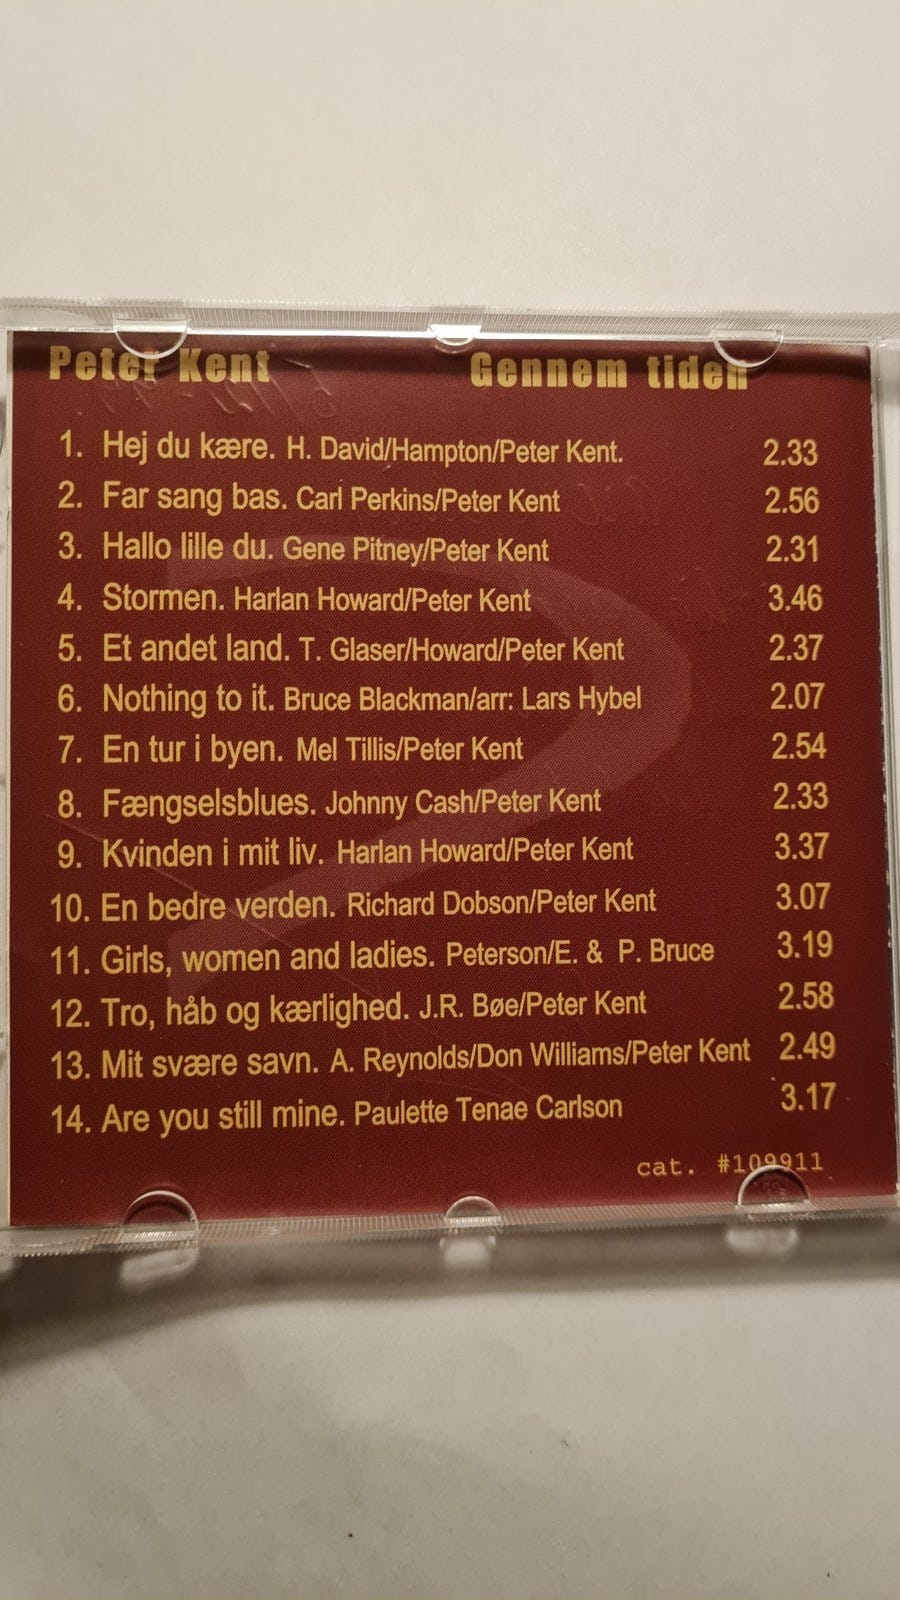 Peter Kent Gennem tiden
1. Hej du kære. H. David/Hampton/Peter Kent. 2.33
2. Far sang bas. Carl Perkins/Peter Kent 2.56
3. Hallo lille du. Gene Pitney/Peter Kent 2.31
4. Stormen. Harlan Howard/Peter Kent 3.46
5. Et andet land. T. Glaser/Howard/Peter Kent 2.37
6. Nothing to it. Bruce Blackman/arr: Lars Hybel 2.07
7. En tur i byen. Mel Tillis/Peter Kent 2.54
8. Fængselsblues. Johnny Cash/Peter Kent 2.33
9. Kvinden i mit liv. Harlan Howard/Peter Kent 3.37
10. En bedre verden. Richard Dobson/Peter Kent 3.07
11. Girls, women and ladies. Peterson/E. & P. Bruce 3.19
12. Tro, håb og kærlighed. J.R. Bøe/Peter Kent 2.58
13. Mit svære savn. A. Reynolds/Don Williams/Peter Kent 2.49
14. Are you still mine. Paulette Tenae Carlson 3.17
cat. #109911